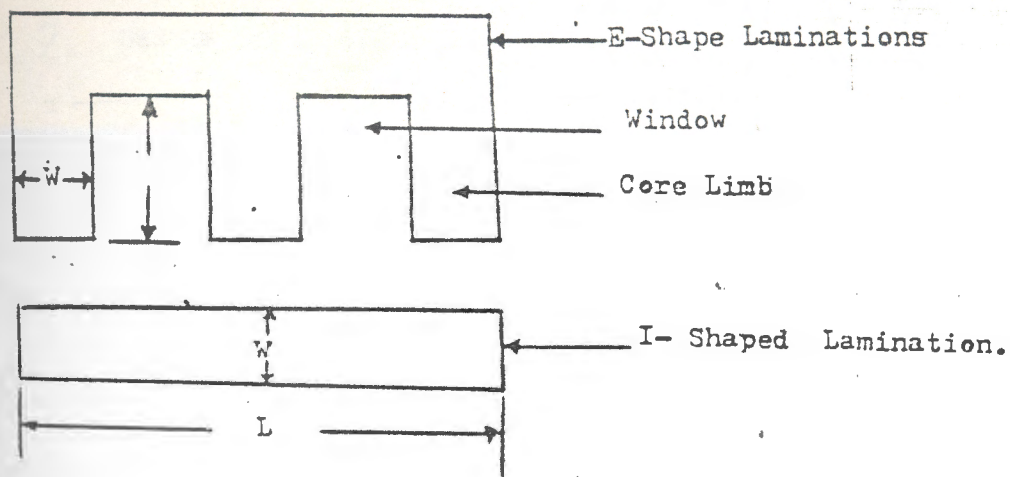 E-Shape Laminations
Window
W
Core Limb
W
I- Shaped Lamination.
L